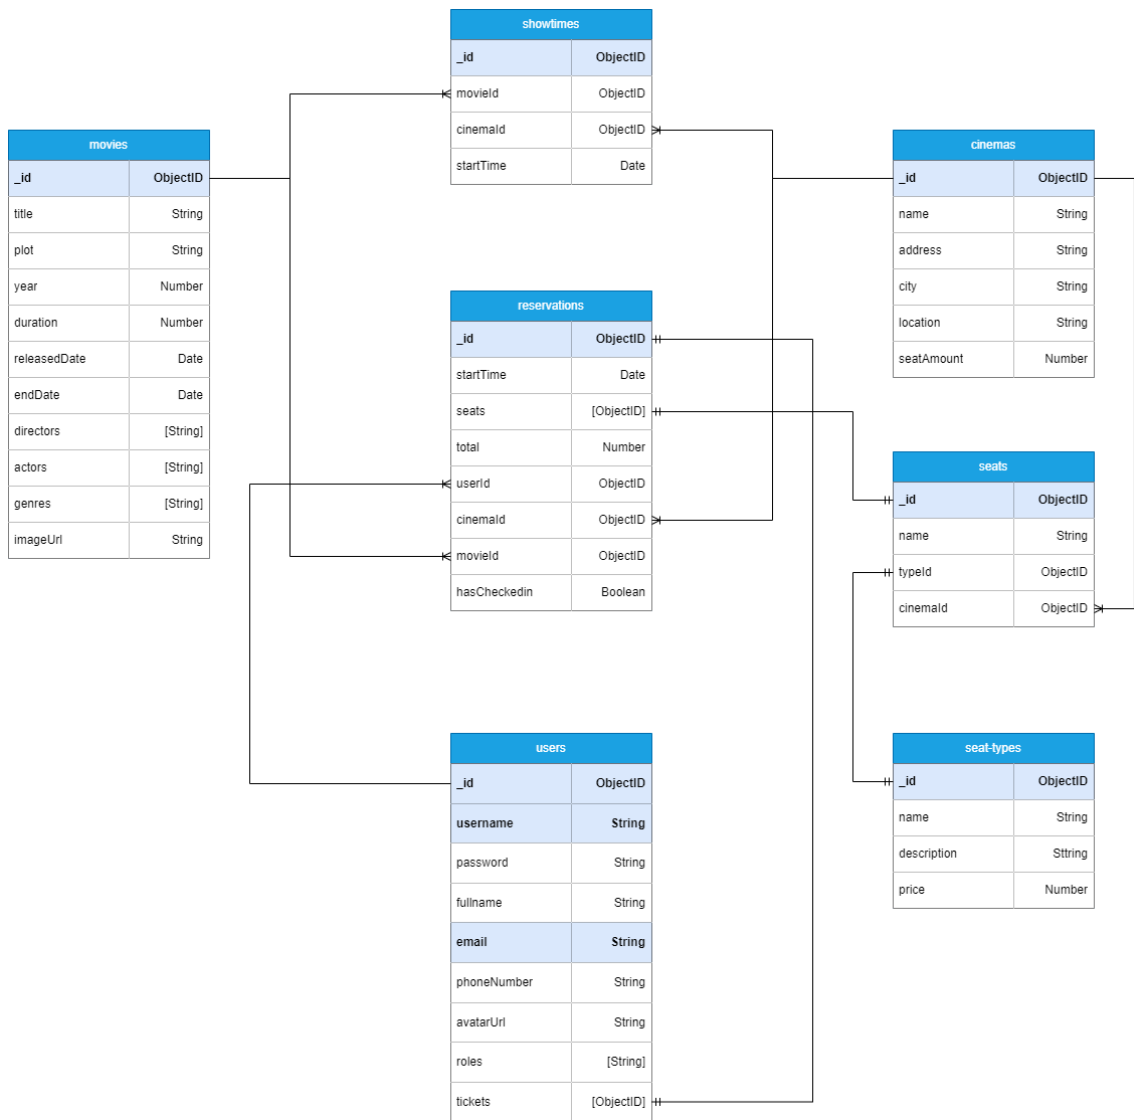 showtimes
_id ObjectID
movieId ObjectID
cinemaId ObjectID
startTime Date
movies
_id ObjectID
title String
plot String
year Number
duration Number
releasedDate Date
endDate Date
directors [String]
actors [String]
genres [String]
imageUrl String
cinemas
_id ObjectID
name String
address String
city String
location String
seatAmount Number
reservations
_id ObjectID
startTime Date
seats [ObjectID]
total Number
userId ObjectID
cinemaId ObjectID
movieId ObjectID
hasCheckedin Boolean
seats
_id ObjectID
name String
typeId ObjectID
cinemaId ObjectID
users
_id ObjectID
username String
password String
fullname String
email String
phoneNumber String
avatarUrl String
roles [String]
tickets [ObjectID]
seat-types
_id ObjectID
name String
description Sttring
price Number